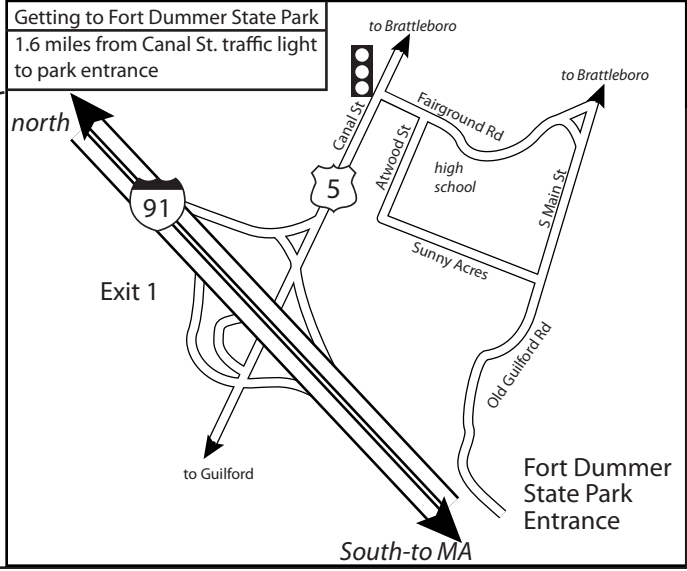 Getting to Fort Dummer State Park
1.6 miles from Canal St. traffic light
to park entrance
to Brattleboro
to Brattleboro
north
Canal St
Fairground Rd
Atwood St
high
school
5
91
S Main St
Sunny Acres
Exit 1
Old Guilford Rd
to Guilford
Fort Dummer
State Park
Entrance
South-to MA